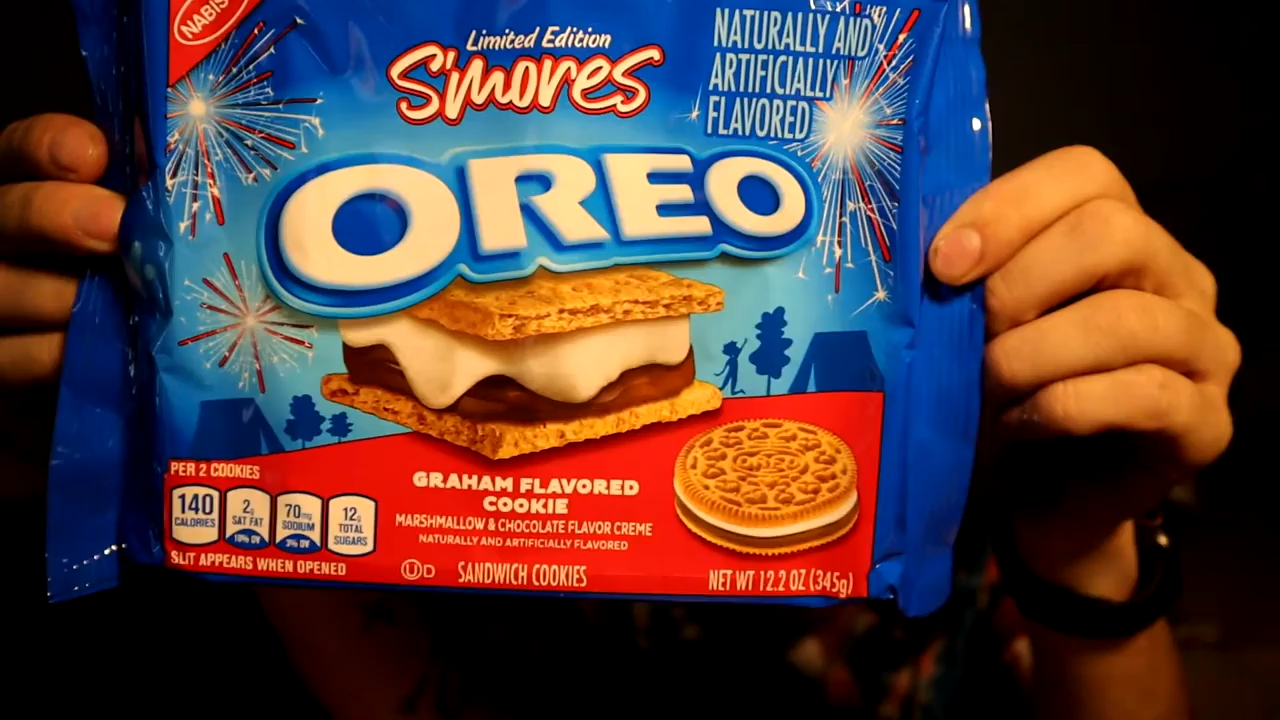 NABIS
Limited Edition
S'mores
NATURALLY AND
ARTIFICIALLY
FLAVORED
OREO
PER 2 COOKIES
140
CALORIES
2g
SAT FAT
10% DV
70mg
SODIUM
3% DV
12g
TOTAL
SUGARS
SLIT APPEARS WHEN OPENED
GRAHAM FLAVORED
COOKIE
MARSHMALLOW & CHOCOLATE FLAVOR CREME
NATURALLY AND ARTIFICIALLY FLAVORED
UD SANDWICH COOKIES
OREO
NET WT 12.2 OZ (345g)